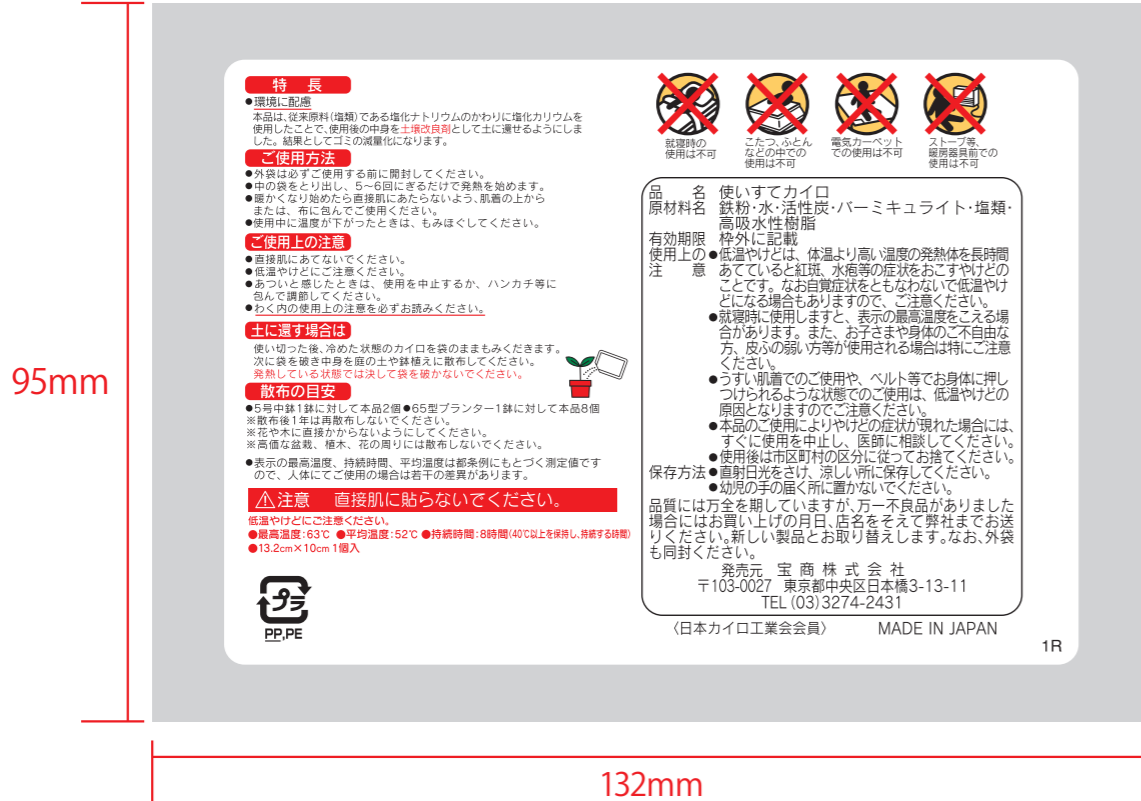 95mm
特　長
●環境に配慮
本品は、従来原料(塩類)である塩化ナトリウムのかわりに塩化カリウムを
使用したことで、使用後の中身を土壌改良剤として土に還せるようにしま
した。結果としてゴミの減量化になります。
ご使用方法
●外袋は必ずご使用する前に開封してください。
●中の袋をとり出し、5〜6回にぎるだけで発熱を始めます。
●暖かくなり始めたら直接肌にあたらないよう、肌着の上から
または、布に包んでご使用ください。
●使用中に温度が下がったときは、もみほぐしてください。
ご使用上の注意
●直接肌にあてないでください。
●低温やけどにご注意ください。
●あついと感じたときは、使用を中止するか、ハンカチ等に
包んで調節してください。
●わく内の使用上の注意を必ずお読みください。
土に還す場合は
使い切った後、冷めた状態のカイロを袋のままもみくだきます。
次に袋を破き中身を庭の土や鉢植えに散布してください。
発熱している状態では決して袋を破かないでください。
散布の目安
●5号中鉢1鉢に対して本品2個●65型プランター1鉢に対して本品8個
※散布後1年は再散布しないでください。
※花や木に直接かからないようにしてください。
※高価な盆栽、植木、花の周りには散布しないでください。
●表示の最高温度、持続時間、平均温度は都条例にもとづく測定値です
ので、人体にてご使用の場合は若干の差異があります。
⚠注意　直接肌に貼らないでください。
低温やけどにご注意ください。
●最高温度:63℃ ●平均温度:52℃ ●持続時間:8時間(40℃以上を保持し、持続する時間)
●13.2cm×10cm 1個入
プラ
PP,PE
就寝時の
使用は不可
こたつ、ふとん
などの中での
使用は不可
電気カーペット
での使用は不可
ストーブ等、
暖房器具前での
使用は不可
品　名　使いすてカイロ
原材料名　鉄粉・水・活性炭・バーミキュライト・塩類・
高吸水性樹脂
有効期限　枠外に記載
使用上の●低温やけどは、体温より高い温度の発熱体を長時間
注　意　あてていると紅斑、水疱等の症状をおこすやけどの
ことです。なお自覚症状をともなわないで低温やけ
どになる場合もありますので、ご注意ください。
●就寝時に使用しますと、表示の最高温度をこえる場
合があります。また、お子さまや身体のご不自由な
方、皮ふの弱い方等が使用される場合は特にご注意
ください。
●うすい肌着でのご使用や、ベルト等でお身体に押し
つけられるような状態でのご使用は、低温やけどの
原因となりますのでご注意ください。
●本品のご使用によりやけどの症状が現れた場合には、
すぐに使用を中止し、医師に相談してください。
●使用後は市区町村の区分に従ってお捨てください。
保存方法●直射日光をさけ、涼しい所に保存してください。
●幼児の手の届く所に置かないでください。
品質には万全を期していますが、万一不良品がありました
場合にはお買い上げの月日、店名をそえて弊社までお送
りください。新しい製品とお取り替えします。なお、外袋
も同封ください。
発売元　宝商株式会社
〒103-0027　東京都中央区日本橋3-13-11
TEL (03)3274-2431
〈日本カイロ工業会会員〉　MADE IN JAPAN
1R
132mm